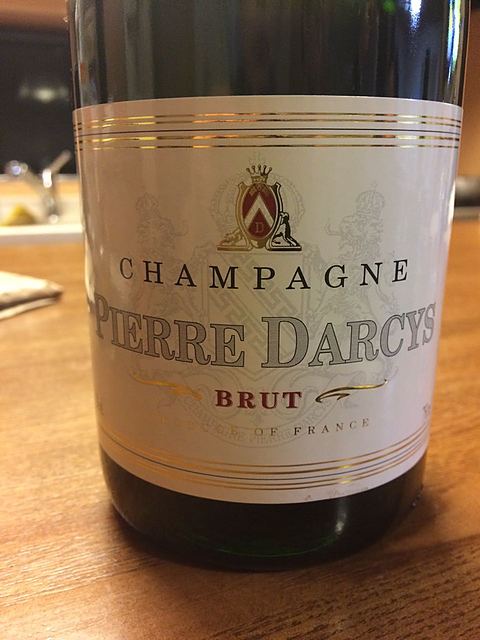 D
CHAMPAGNE
PIERRE DARCYS
BRUT
OF FRANCE